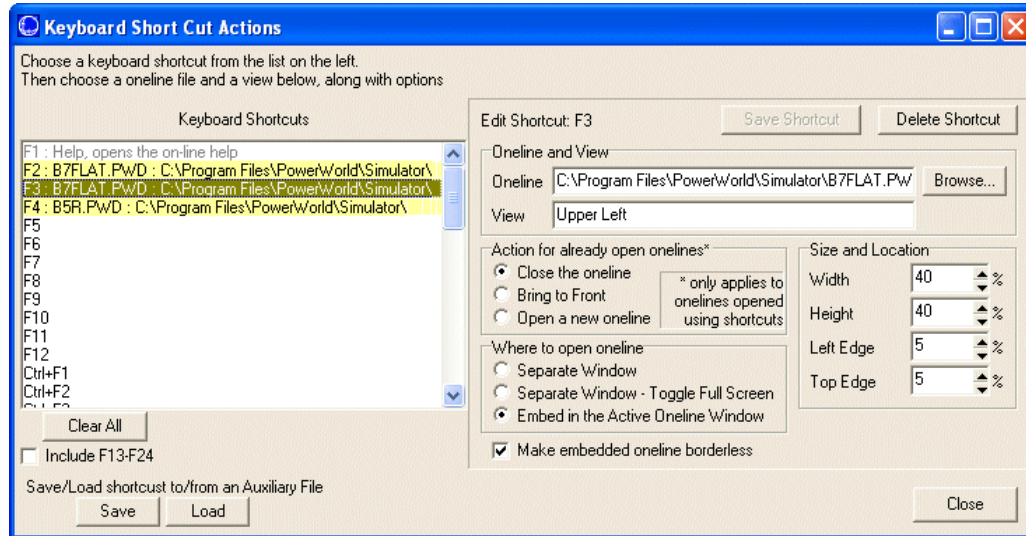 Keyboard Short Cut Actions
Choose a keyboard shortcut from the list on the left.
Then choose a oneline file and a view below, along with options
Keyboard Shortcuts
F1 : Help, opens the on-line help
F2 : B7FLAT.PWD : C:\Program Files\PowerWorld\Simulator\
F3 : B7FLAT.PWD : C:\Program Files\PowerWorld\Simulator\
F4 : B5R.PWD : C:\Program Files\PowerWorld\Simulator\
F5
F6
F7
F8
F9
F10
F11
F12
Ctrl+F1
Ctrl+F2
Clear All
Include F13-F24
Save/Load shortcust to/from an Auxiliary File
Save Load
Edit Shortcut: F3
Save Shortcut
Delete Shortcut
Oneline and View
Oneline C:\Program Files\PowerWorld\Simulator\B7FLAT.PW Browse...
View Upper Left
Action for already open onelines*
Close the oneline
Bring to Front
Open a new oneline
* only applies to
onelines opened
using shortcuts
Where to open oneline
Separate Window
Separate Window - Toggle Full Screen
Embed in the Active Oneline Window
Make embedded oneline borderless
Size and Location
Width 40 %
Height 40 %
Left Edge 5 %
Top Edge 5 %
Close